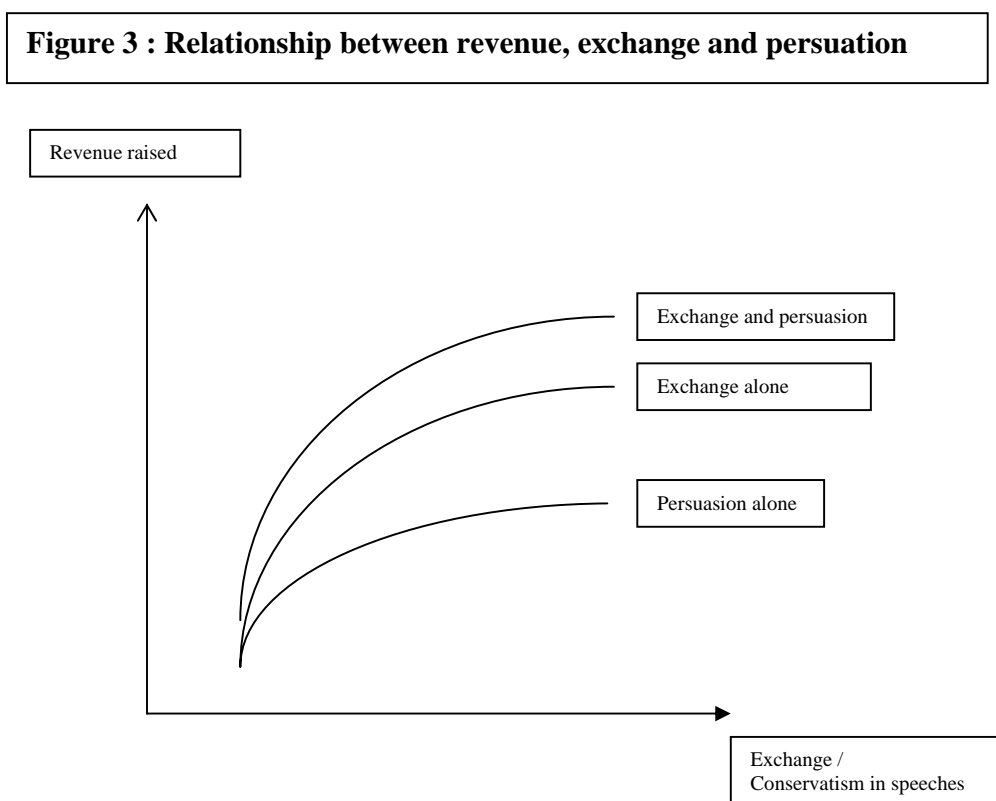 Figure 3 : Relationship between revenue, exchange and persuation
Revenue raised
Exchange and persuasion
Exchange alone
Persuasion alone
Exchange /
Conservatism in speeches